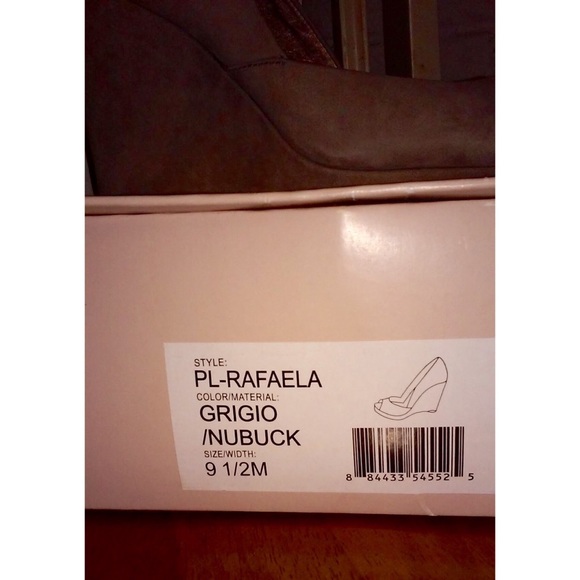 STYLE:
PL-RAFAELA
COLOR/MATERIAL:
GRIGIO
/NUBUCK
SIZE/WIDTH:
9 1/2M
8 84433 54552 5